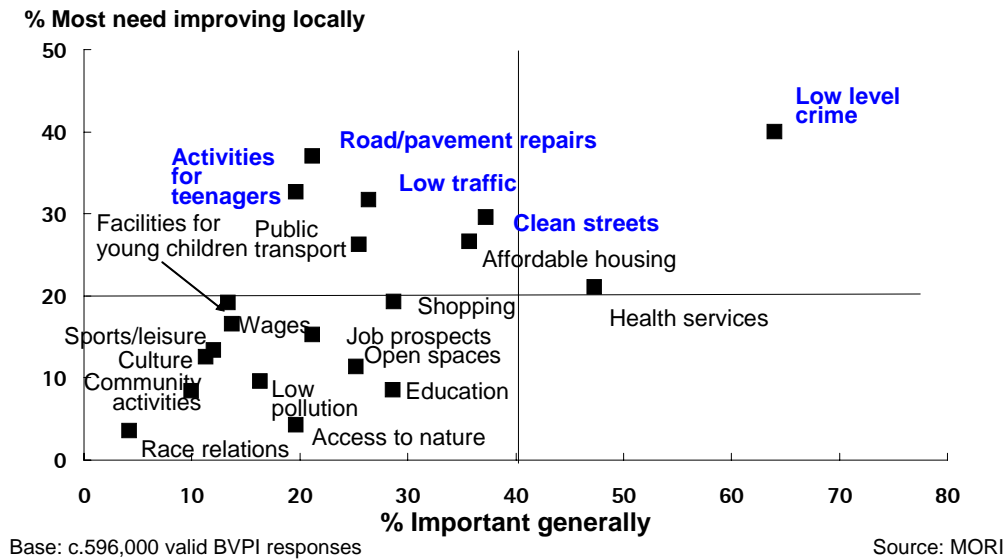 % Most need improving locally
50
40
30
20
10
0
Low level
crime
Road/pavement repairs
Activities
for
teenagers
Low traffic
Clean streets
Facilities for
young children
Public
transport
Affordable housing
Shopping
Health services
Wages
Sports/leisure
Job prospects
Culture
Open spaces
Community
activities
Low
pollution
Education
Access to nature
Race relations
0 10 20 30 40 50 60 70 80
% Important generally
Base: c.596,000 valid BVPI responses
Source: MORI